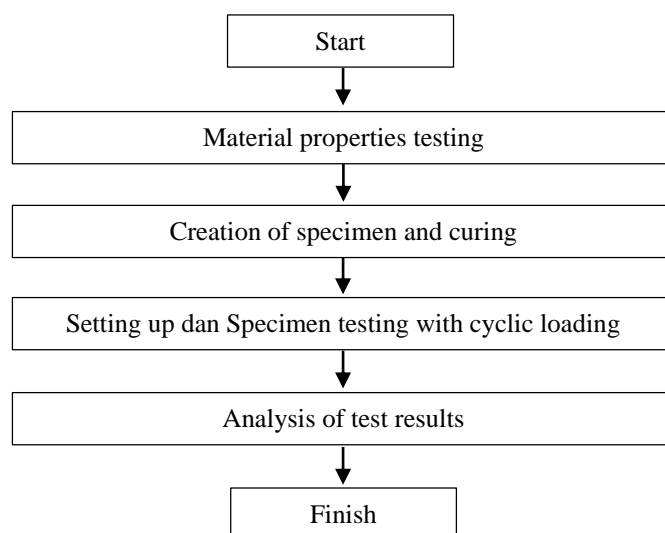 Start
Material properties testing
Creation of specimen and curing
Setting up dan Specimen testing with cyclic loading
Analysis of test results
Finish